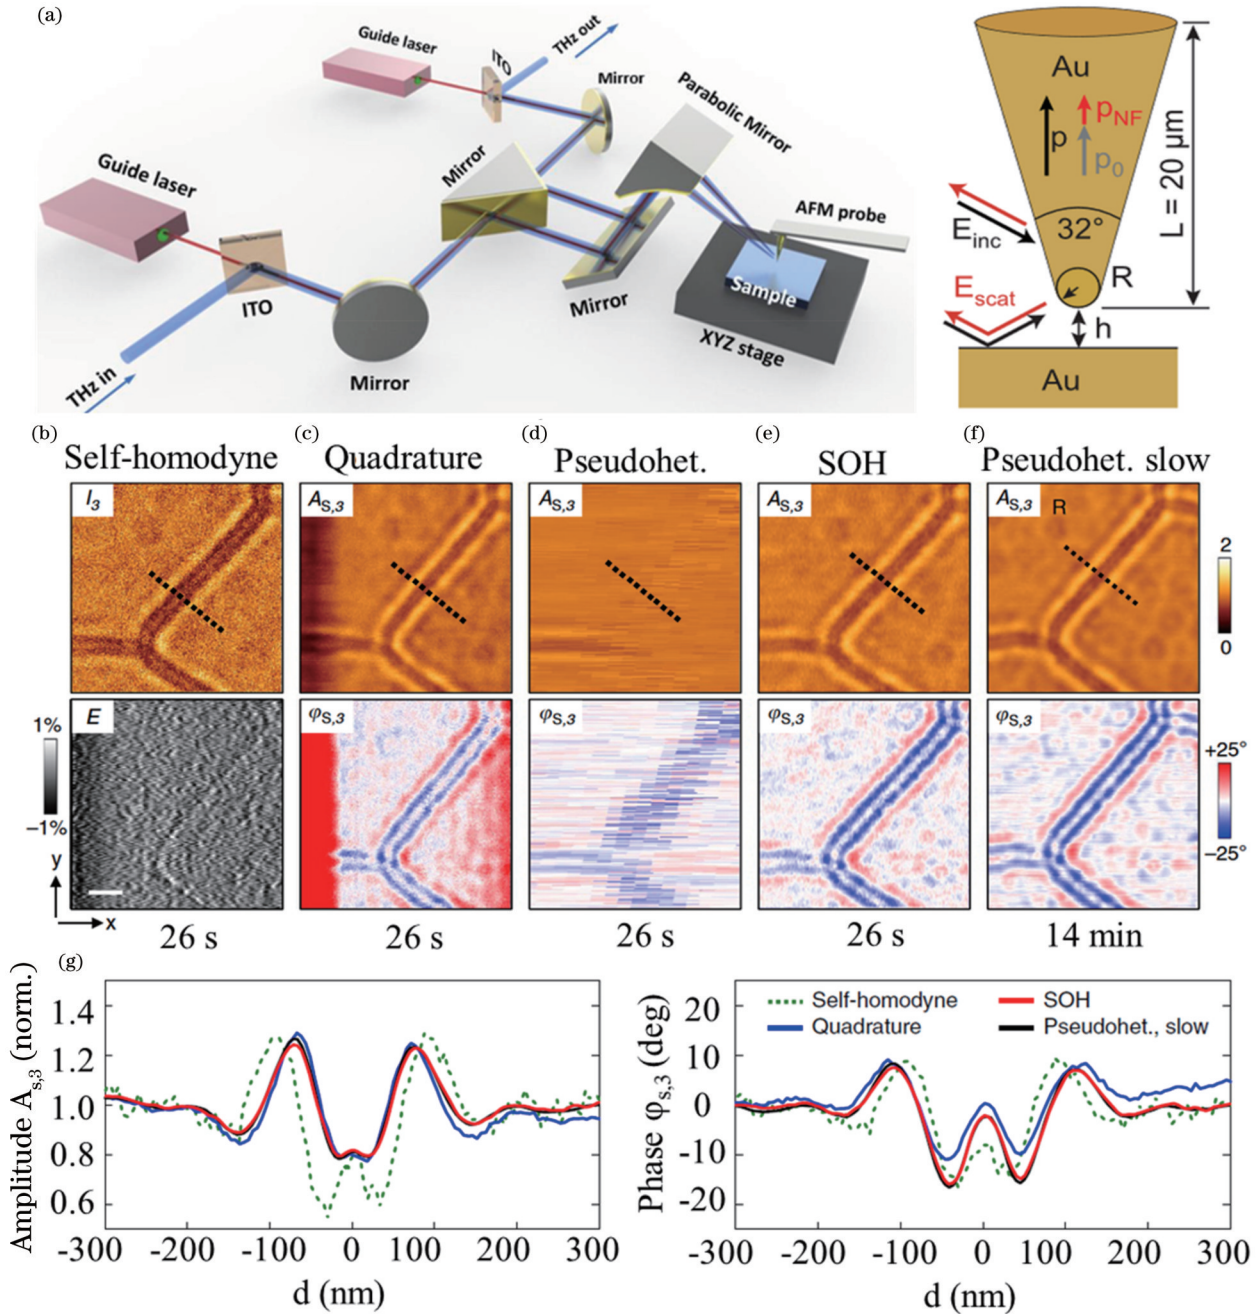 (a)
Guide laser
ITO
THz out
Mirror
Parabolic Mirror
Mirror
Guide laser
AFM probe
ITO
Sample
Mirror
XYZ stage
THz in
Mirror
Au
p
pNF
p0
L = 20 μm
Einc
32°
R
Escat
h
Au
(b)
(c)
(d)
(e)
(f)
Self-homodyne
Quadrature
Pseudohet.
SOH
Pseudohet. slow
I3
AS,3
AS,3
AS,3
AS,3
R
2
0
E
φS,3
φS,3
φS,3
φS,3
1%
−1%
+25°
−25°
y
x
26 s
26 s
26 s
26 s
14 min
(g)
Amplitude As,3 (norm.)
1.4
1.2
1.0
0.8
0.6
-300
-200
-100
0
100
200
300
d (nm)
Phase φs,3 (deg)
20
10
0
-10
-20
Self-homodyne
SOH
Quadrature
Pseudohet., slow
-300
-200
-100
0
100
200
300
d (nm)